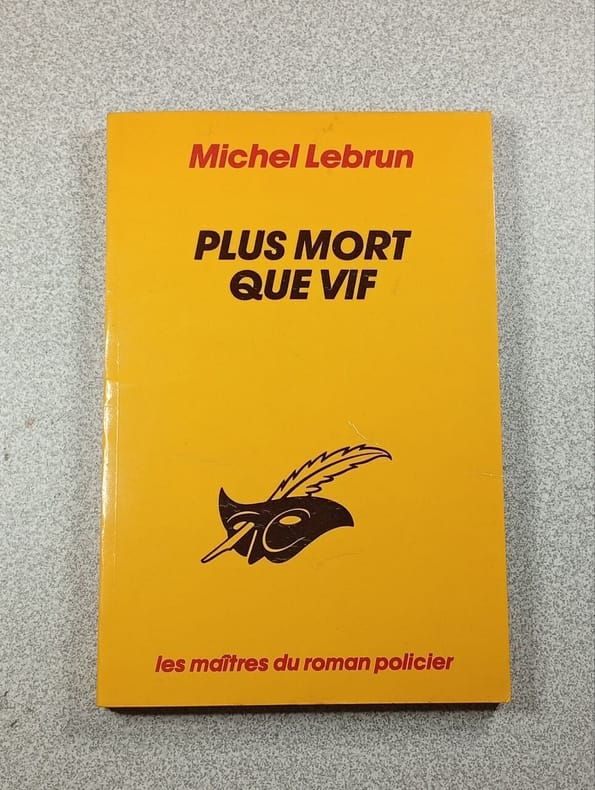 Michel Lebrun
PLUS MORT
QUE VIF
les maîtres du roman policier